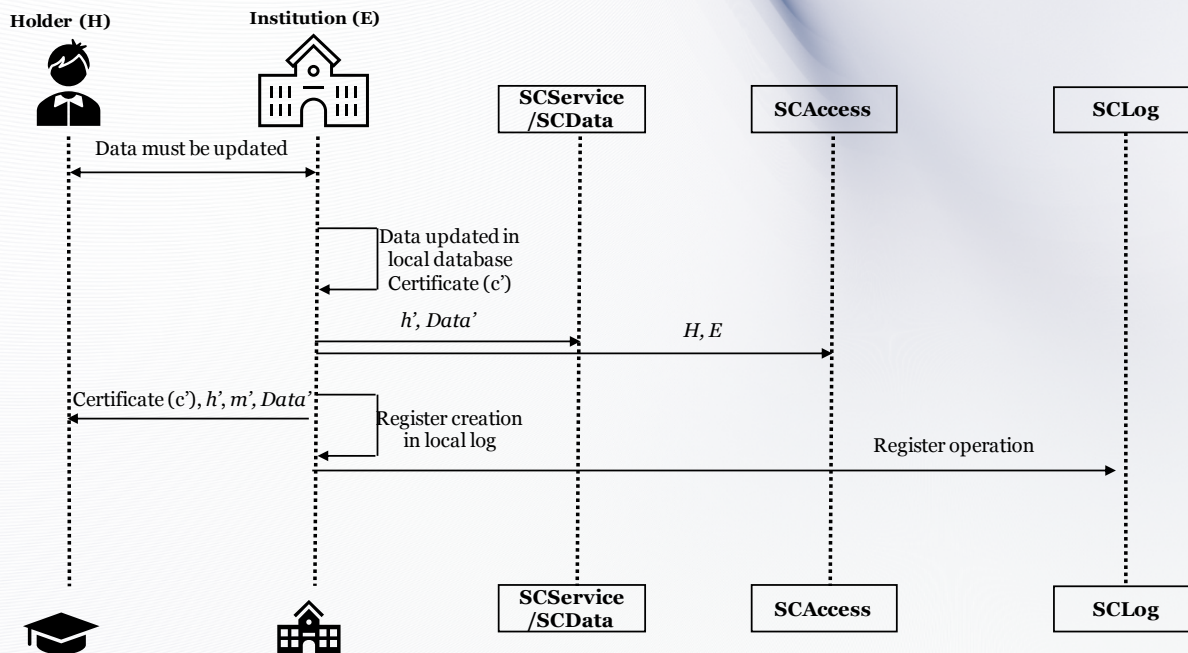 Holder (H)
Institution (E)
SCService
/SCData
SCAccess
SCLog
Data must be updated
Data updated in
local database
Certificate (c’)
h’, Data’
H, E
Certificate (c’), h’, m’, Data’
Register creation
in local log
Register operation
SCService
/SCData
SCAccess
SCLog